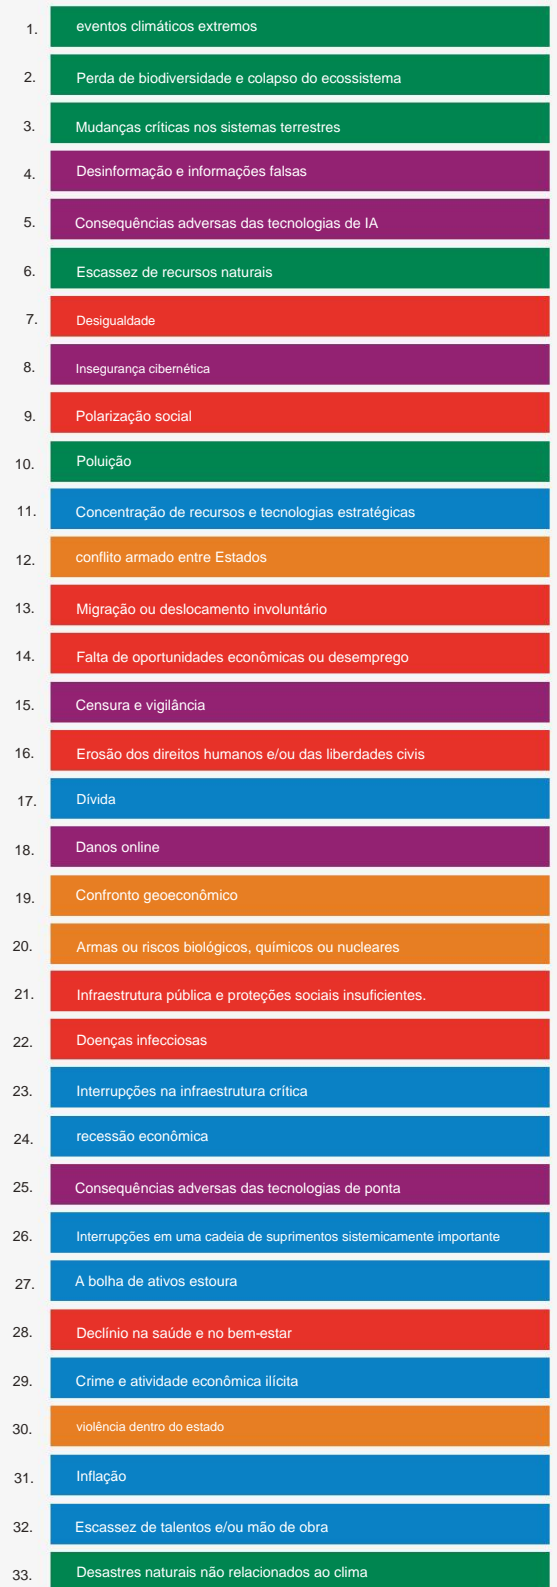 1. eventos climáticos extremos
2. Perda de biodiversidade e colapso do ecossistema
3. Mudanças críticas nos sistemas terrestres
4. Desinformação e informações falsas
5. Consequências adversas das tecnologias de IA
6. Escassez de recursos naturais
7. Desigualdade
8. Insegurança cibernética
9. Polarização social
10. Poluição
11. Concentração de recursos e tecnologias estratégicas
12. conflito armado entre Estados
13. Migração ou deslocamento involuntário
14. Falta de oportunidades econômicas ou desemprego
15. Censura e vigilância
16. Erosão dos direitos humanos e/ou das liberdades civis
17. Dívida
18. Danos online
19. Confronto geoeconômico
20. Armas ou riscos biológicos, químicos ou nucleares
21. Infraestrutura pública e proteções sociais insuficientes.
22. Doenças infecciosas
23. Interrupções na infraestrutura crítica
24. recessão econômica
25. Consequências adversas das tecnologias de ponta
26. Interrupções em uma cadeia de suprimentos sistemicamente importante
27. A bolha de ativos estoura
28. Declínio na saúde e no bem-estar
29. Crime e atividade econômica ilícita
30. violência dentro do estado
31. Inflação
32. Escassez de talentos e/ou mão de obra
33. Desastres naturais não relacionados ao clima